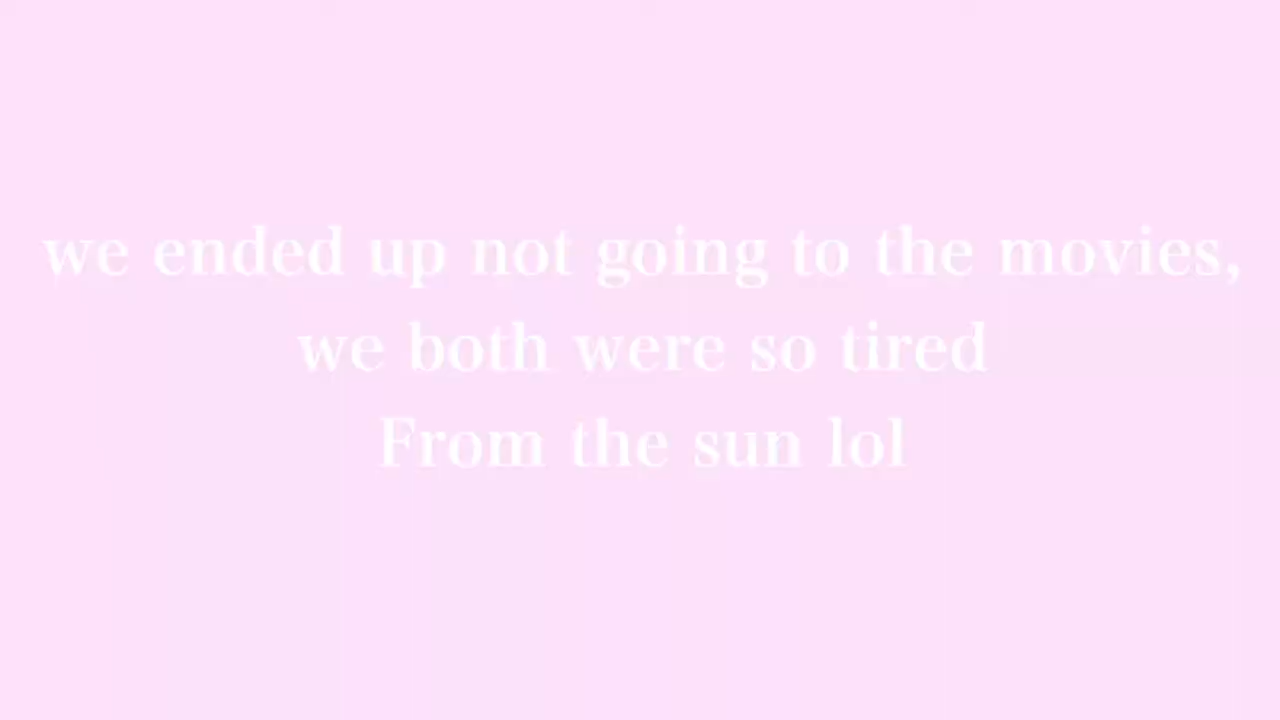 we ended up not going to the movies,
we both were so tired
From the sun lol